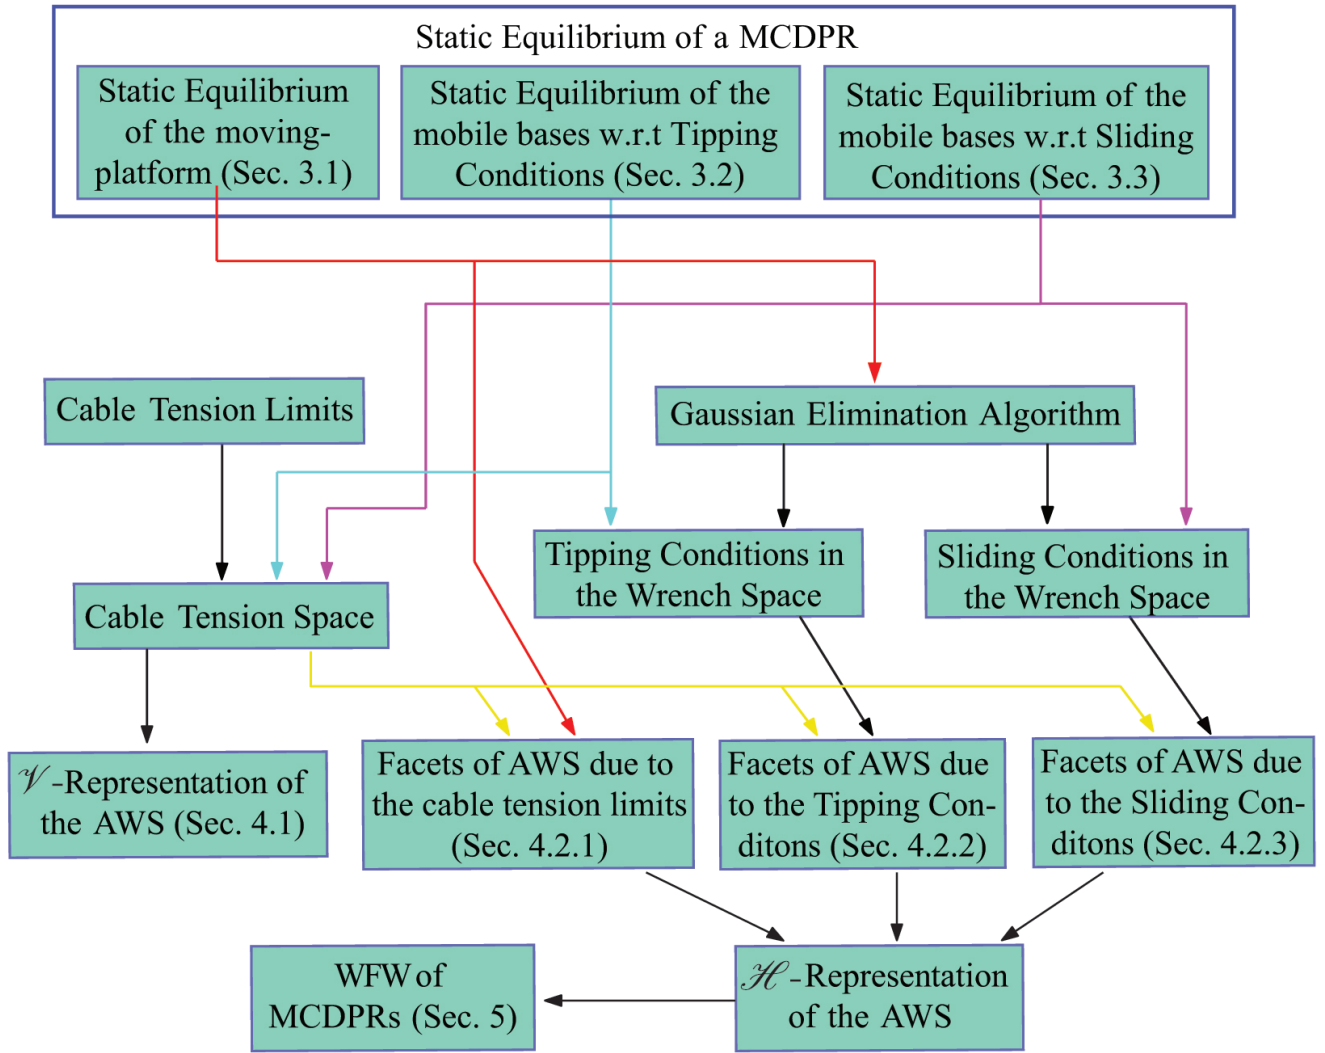 Static Equilibrium of a MCDPR
Static Equilibrium
of the moving-
platform (Sec. 3.1)
Static Equilibrium of the
mobile bases w.r.t Tipping
Conditions (Sec. 3.2)
Static Equilibrium of the
mobile bases w.r.t Sliding
Conditions (Sec. 3.3)
Cable Tension Limits
Gaussian Elimination Algorithm
Tipping Conditions in
the Wrench Space
Sliding Conditions in
the Wrench Space
Cable Tension Space
𝒱-Representation of
the AWS (Sec. 4.1)
Facets of AWS due to
the cable tension limits
(Sec. 4.2.1)
Facets of AWS due
to the Tipping Con-
ditons (Sec. 4.2.2)
Facets of AWS due
to the Sliding Con-
ditons (Sec. 4.2.3)
WFW of
MCDPRs (Sec. 5)
ℋ-Representation
of the AWS